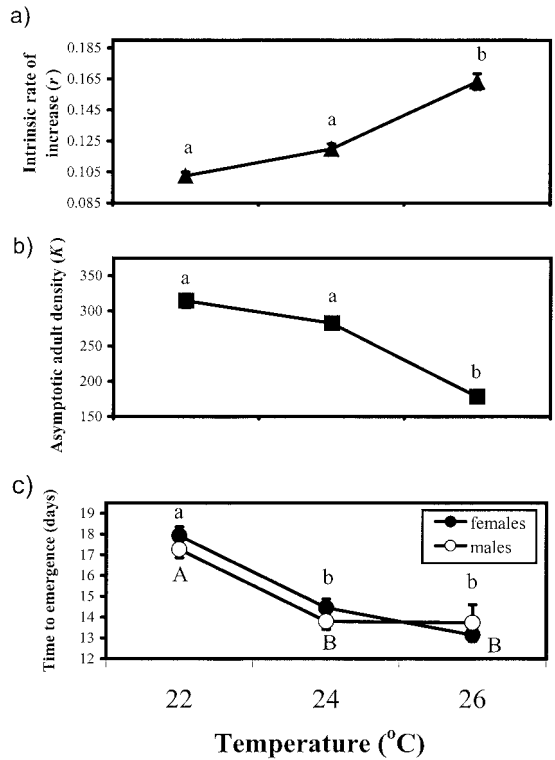 a)
0.185
0.165
0.145
0.125
0.105
0.085
Intrinsic rate of
increase (r)
a
a
b
b)
350
300
250
200
150
Asymptotic adult density (K)
a
a
b
c)
19
18
17
16
15
14
13
12
Time to emergence (days)
females
males
a
A
b
B
b
B
22 24 26
Temperature (°C)